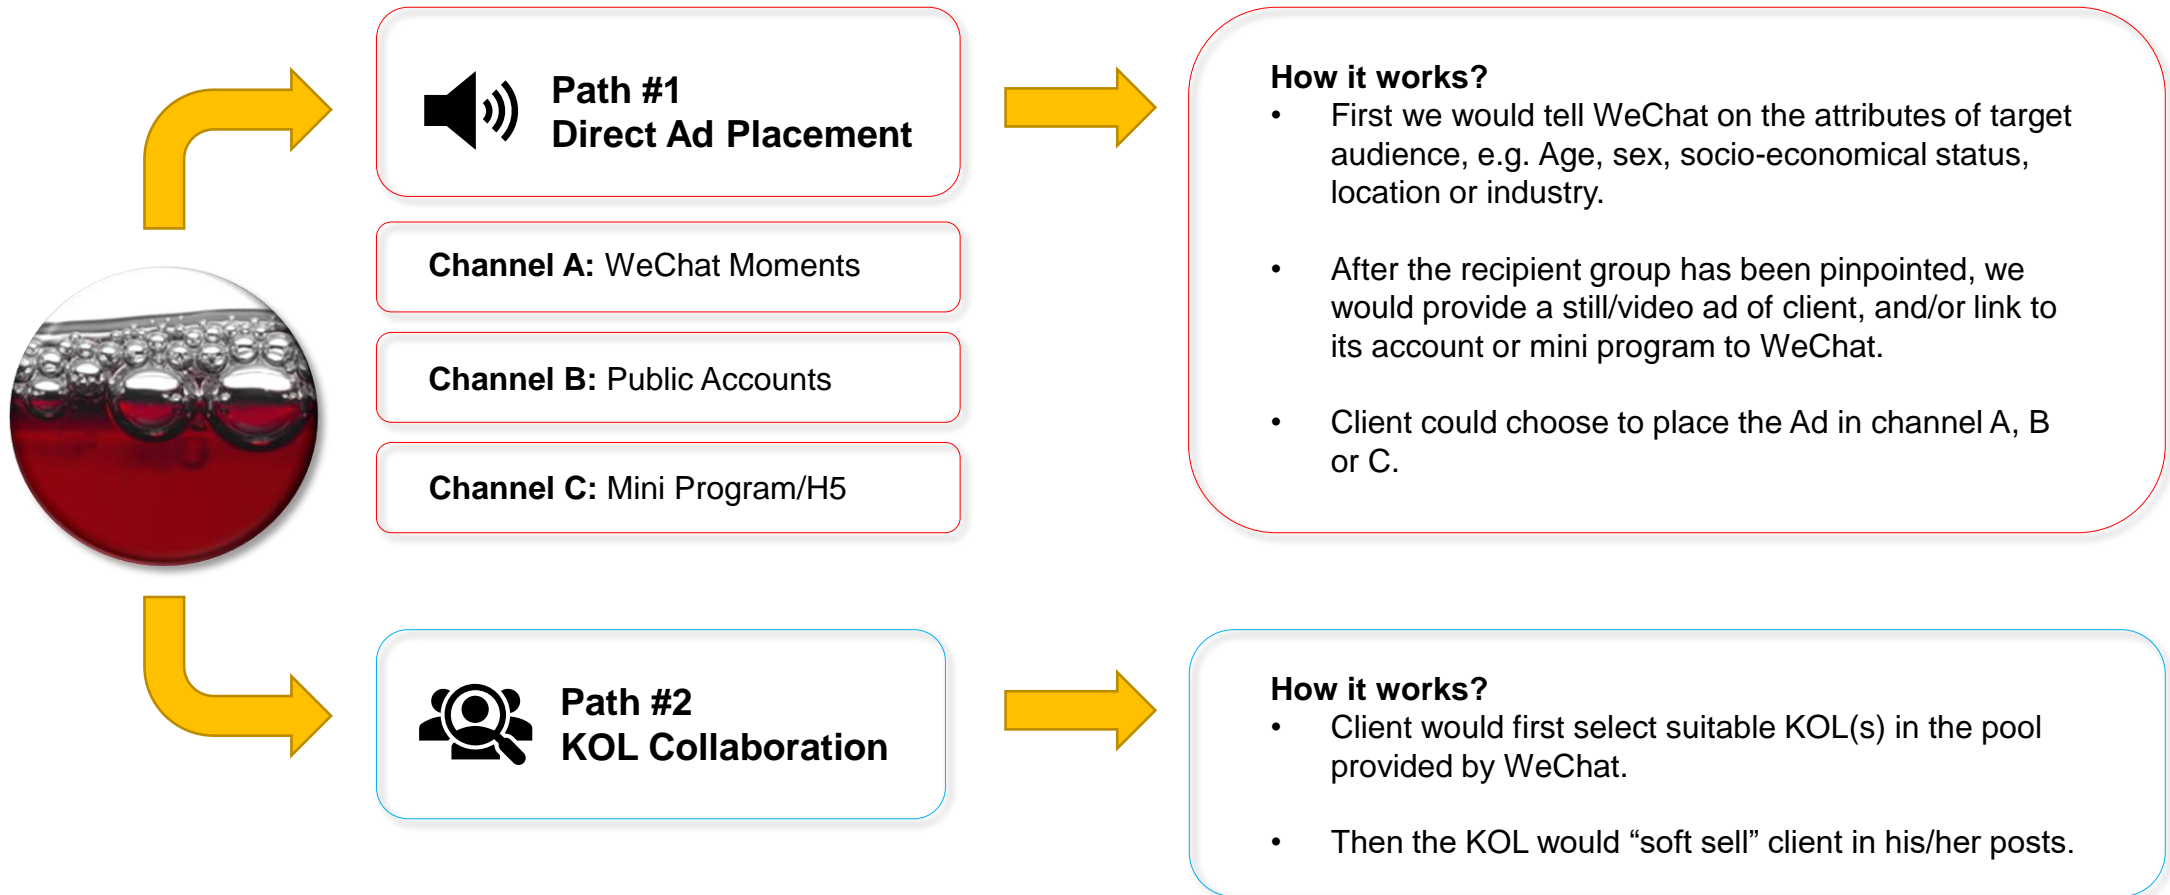 Path #1
Direct Ad Placement
Channel A: WeChat Moments
Channel B: Public Accounts
Channel C: Mini Program/H5
How it works?
• First we would tell WeChat on the attributes of target
audience, e.g. Age, sex, socio-economical status,
location or industry.
• After the recipient group has been pinpointed, we
would provide a still/video ad of client, and/or link to
its account or mini program to WeChat.
• Client could choose to place the Ad in channel A, B
or C.
Path #2
KOL Collaboration
How it works?
• Client would first select suitable KOL(s) in the pool
provided by WeChat.
• Then the KOL would “soft sell” client in his/her posts.